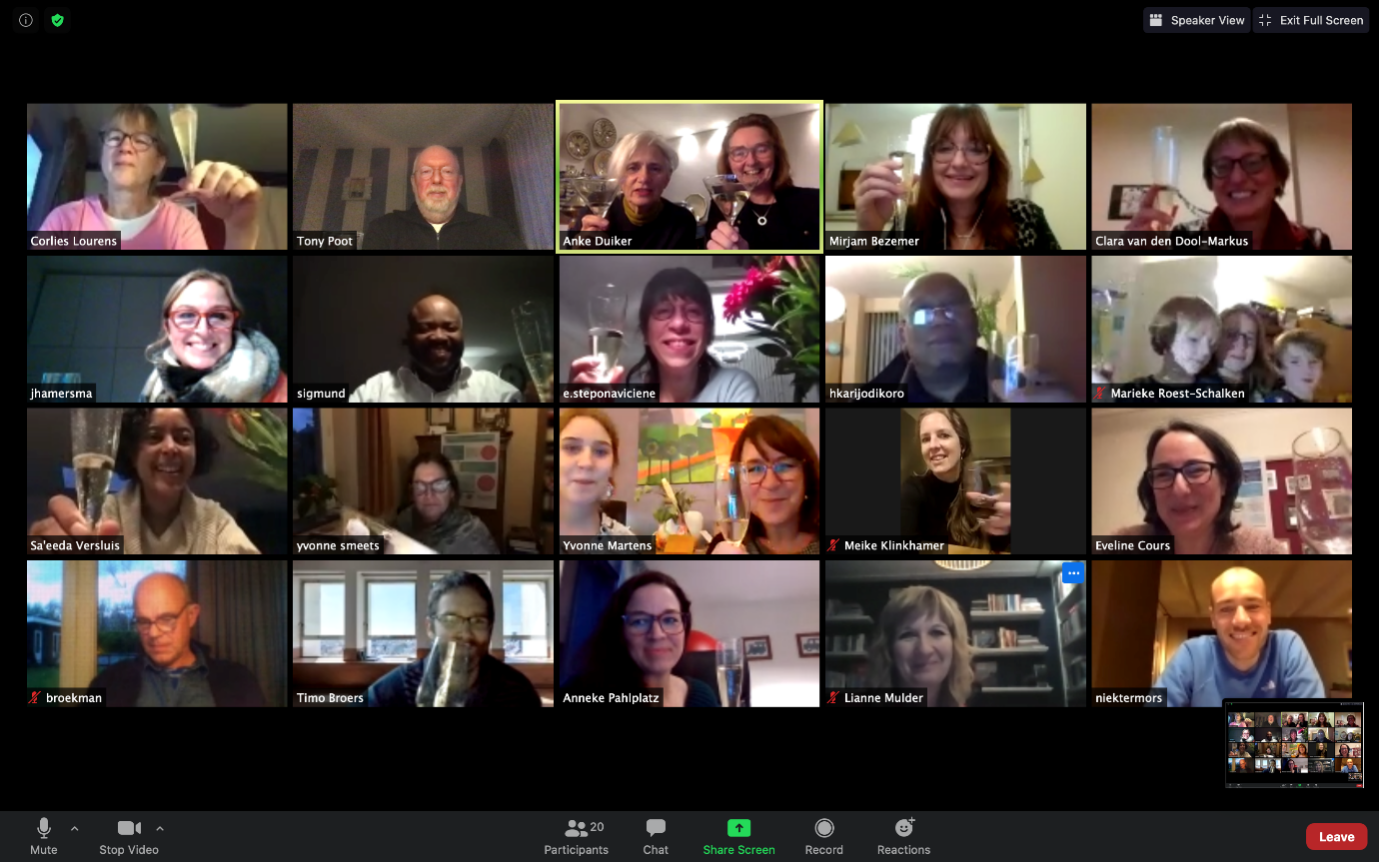 Speaker View
Exit Full Screen
Corlies Lourens
Tony Poot
Anke Duiker
Mirjam Bezemer
Clara van den Dool-Markus
jhamersma
sigmund
e.steponaviciene
hkarijodikoro
Marieke Roest-Schalken
Sa'eeda Versluis
yvonne smeets
Yvonne Martens
Meike Klinkhamer
Eveline Cours
broekman
Timo Broers
Anneke Pahlplatz
Lianne Mulder
niektermors
Mute
Stop Video
Participants
20
Chat
Share Screen
Record
Reactions
Leave